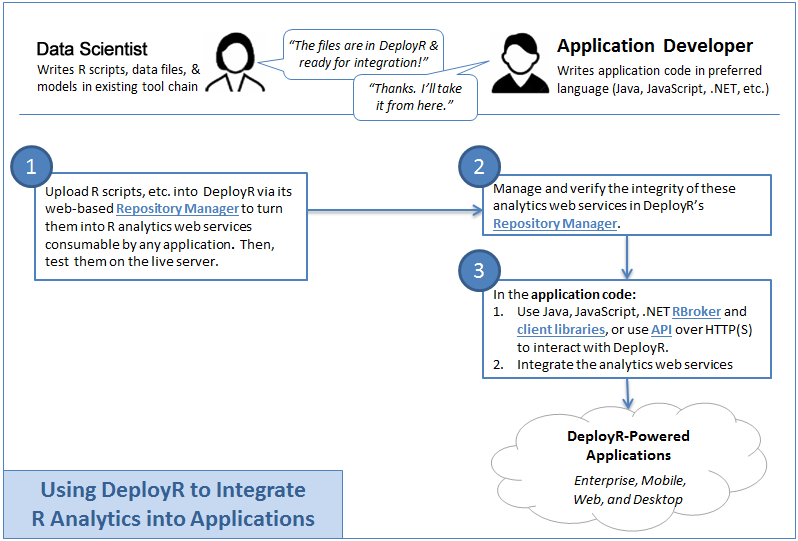 Data Scientist
Writes R scripts, data files, &
models in existing tool chain
“The files are in DeployR &
ready for integration!”
“Thanks. I’ll take
it from here.”
Application Developer
Writes application code in preferred
language (Java, JavaScript, .NET, etc.)
1
Upload R scripts, etc. into DeployR via its
web-based Repository Manager to turn
them into R analytics web services
consumable by any application. Then,
test them on the live server.
2
Manage and verify the integrity of these
analytics web services in DeployR’s
Repository Manager.
3
In the application code:
1. Use Java, JavaScript, .NET RBroker and
client libraries, or use API over HTTP(S)
to interact with DeployR.
2. Integrate the analytics web services
DeployR-Powered
Applications
Enterprise, Mobile,
Web, and Desktop
Using DeployR to Integrate
R Analytics into Applications